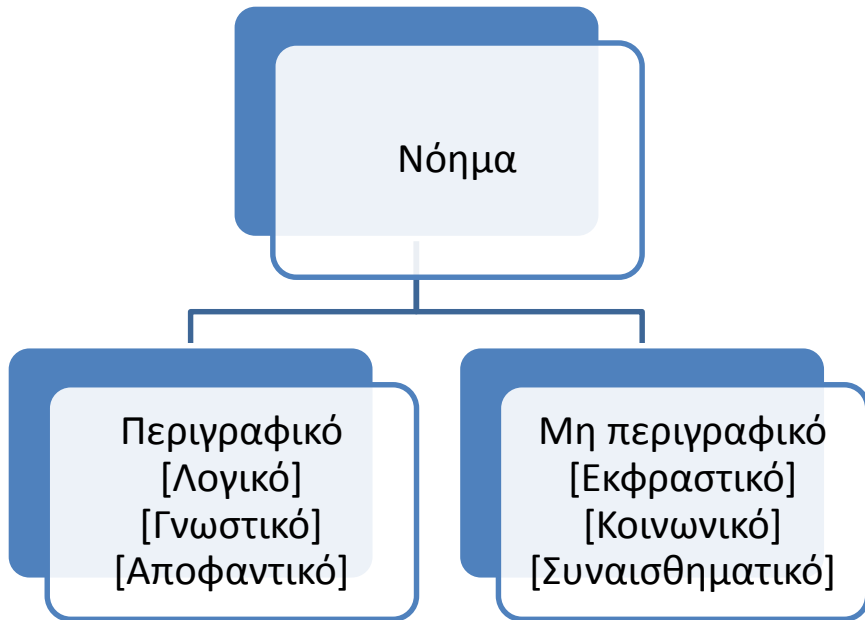 Νόημα
Περιγραφικό
[Λογικό]
[Γνωστικό]
[Αποφαντικό]
Μη περιγραφικό
[Εκφραστικό]
[Κοινωνικό]
[Συναισθηματικό]